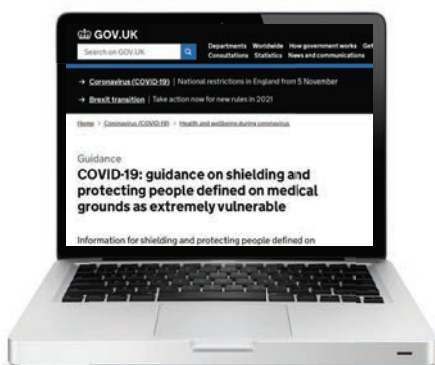 GOV.UK
Search on GOV.UK
Departments Worldwide How government works Get
Consultations Statistics News and communications
→ Coronavirus (COVID-19) | National restrictions in England from 5 November
→ Brexit transition | Take action now for new rules in 2021
Home > Coronavirus (COVID-19) > Health and wellbeing during coronavirus
Guidance
COVID-19: guidance on shielding and
protecting people defined on medical
grounds as extremely vulnerable
Information for shielding and protecting people defined on